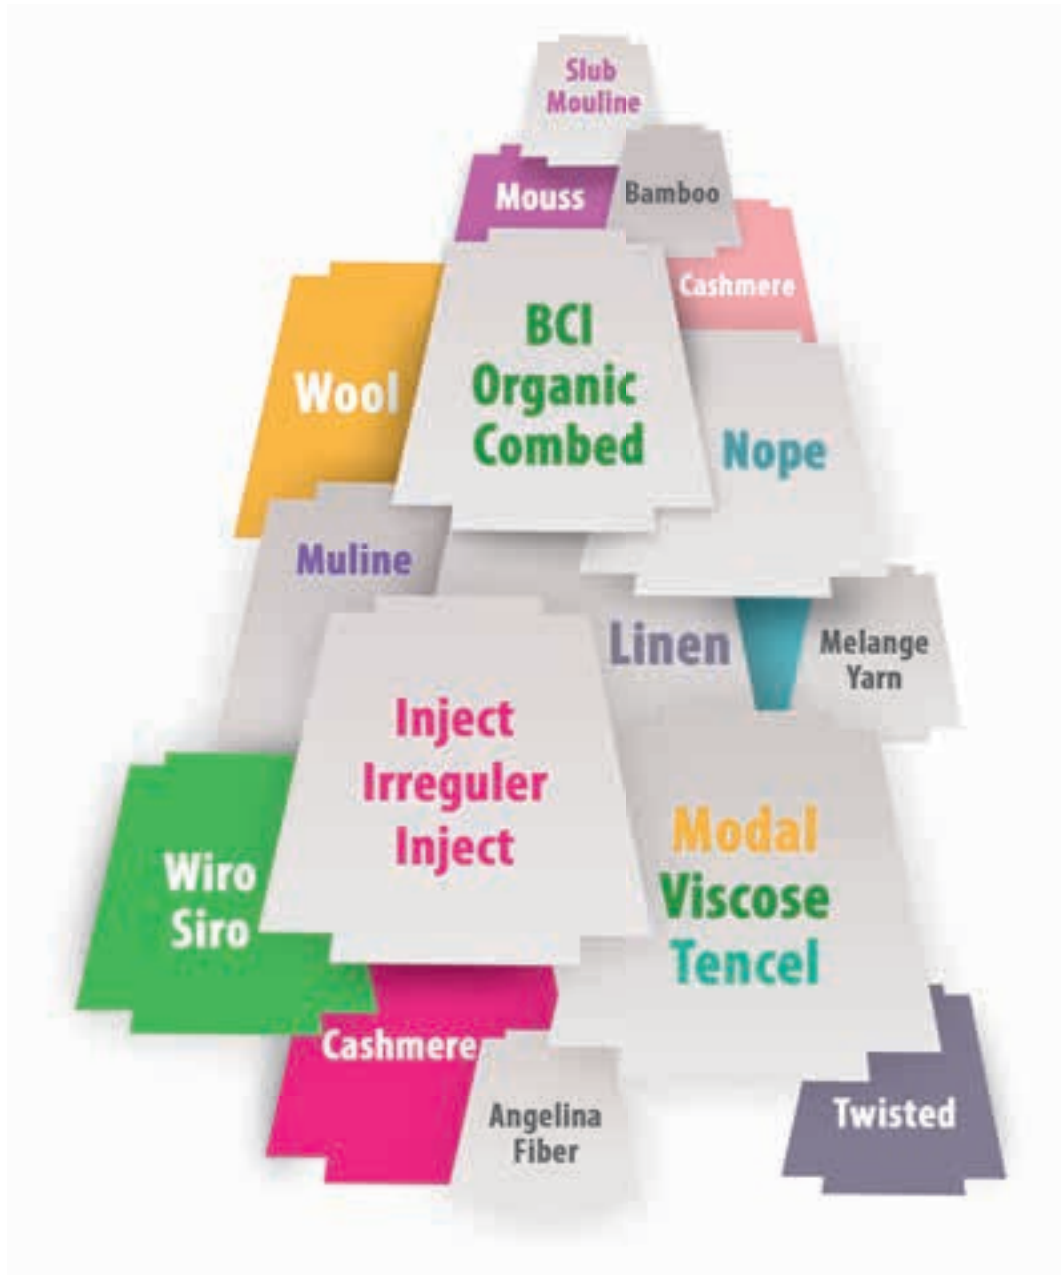 Slub
Mouline
Mouss
Bamboo
Cashmere
BCI
Organic
Combed
Wool
Nope
Muline
Linen
Melange
Yarn
Inject
Irreguler
Inject
Modal
Viscose
Tencel
Wiro
Siro
Cashmere
Angelina
Fiber
Twisted